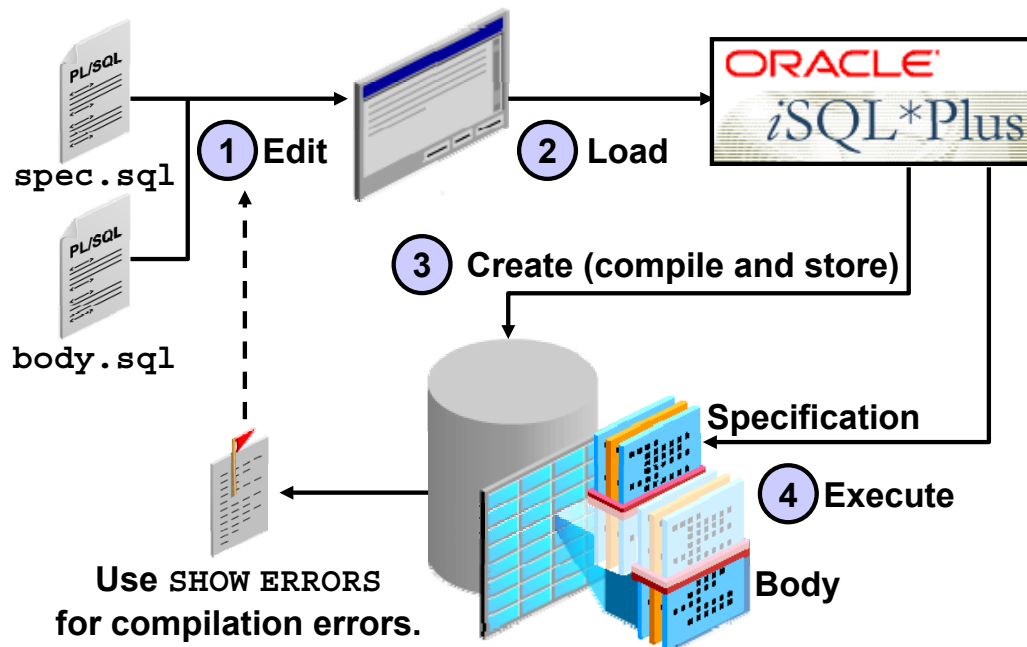 PL/SQL
spec.sql
PL/SQL
body.sql
1 Edit
2 Load
ORACLE®
iSQL*Plus
3 Create (compile and store)
Specification
4 Execute
Body
Use SHOW ERRORS
for compilation errors.